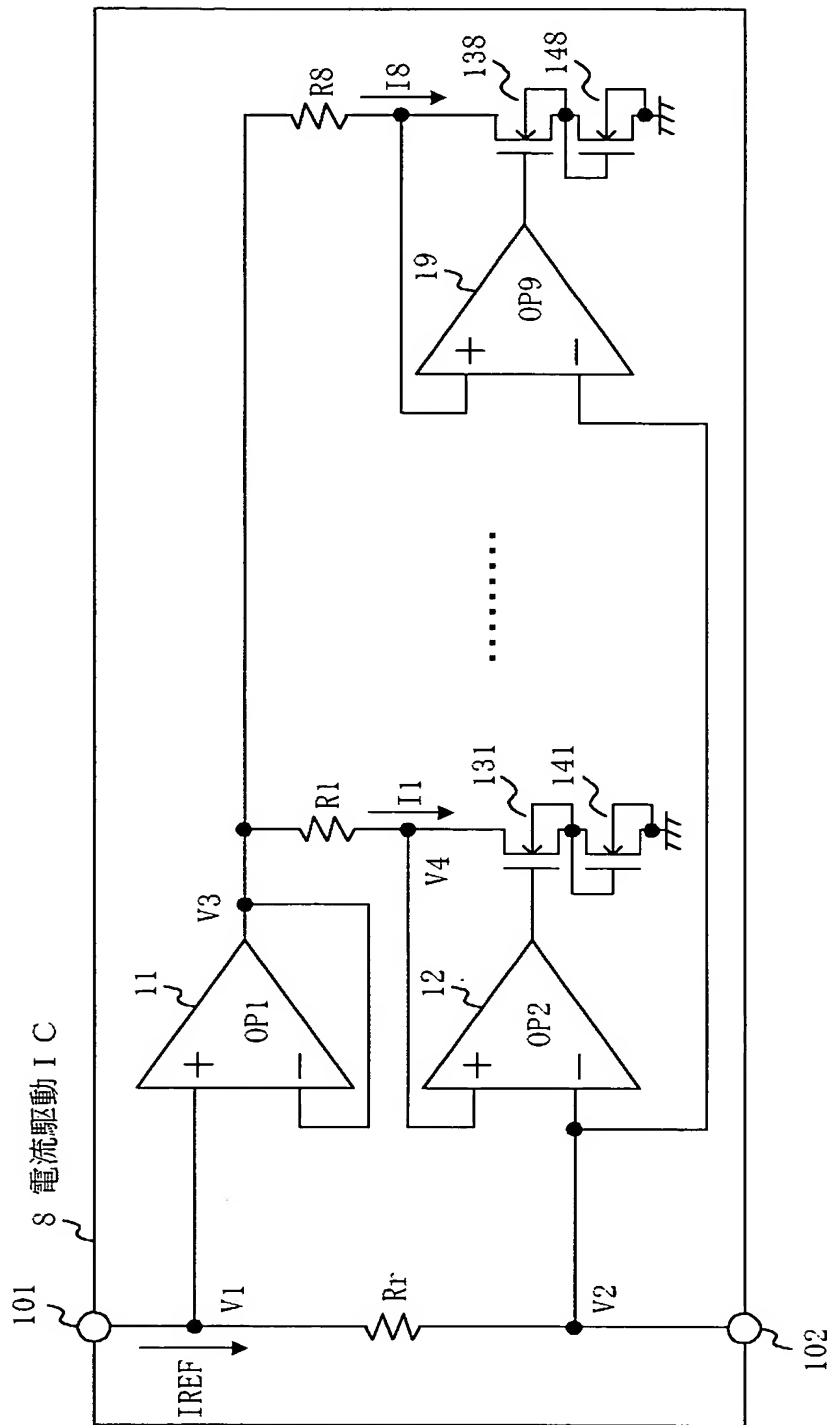 8 電流駆動ＩＣ
101
IREF
V1
Rr
V2
102
11
+
−
OP1
V3
12
+
−
OP2
R1
I1
V4
131
141
........
19
+
−
OP9
R8
I8
138
148